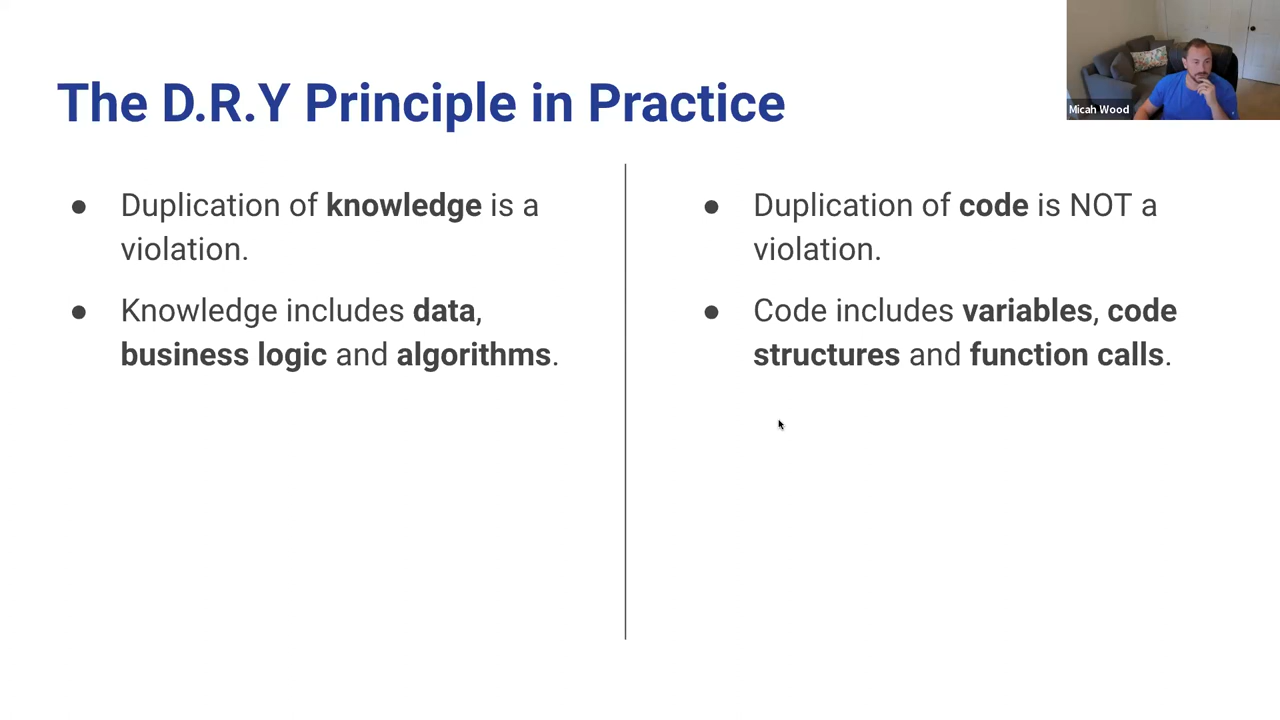 The D.R.Y Principle in Practice
Micah Wood
● Duplication of knowledge is a
violation.
● Knowledge includes data,
business logic and algorithms.
● Duplication of code is NOT a
violation.
● Code includes variables, code
structures and function calls.